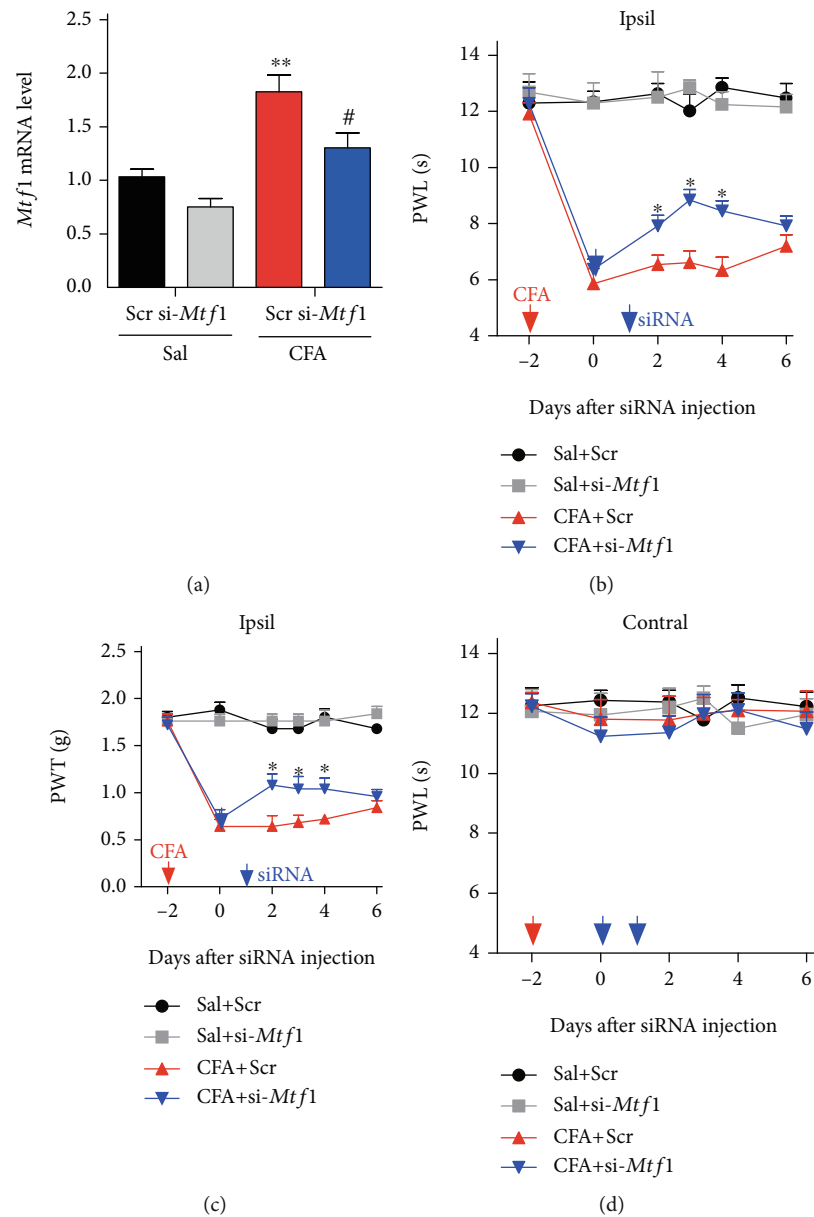 2.5
2.0
1.5
1.0
0.5
0.0
Mtf1 mRNA level
**
#
Scr si-Mtf1
Scr si-Mtf1
Sal
CFA
(a)
Ipsil
14
12
10
8
6
4
PWL (s)
* * *
CFA
siRNA
−2 0 2 4 6
Days after siRNA injection
Sal+Scr
Sal+si-Mtf1
CFA+Scr
CFA+si-Mtf1
(b)
Ipsil
2.5
2.0
1.5
1.0
0.5
0.0
PWT (g)
* * *
CFA
siRNA
−2 0 2 4 6
Days after siRNA injection
Sal+Scr
Sal+si-Mtf1
CFA+Scr
CFA+si-Mtf1
(c)
Contral
14
12
10
8
6
4
PWL (s)
−2 0 2 4 6
Days after siRNA injection
Sal+Scr
Sal+si-Mtf1
CFA+Scr
CFA+si-Mtf1
(d)